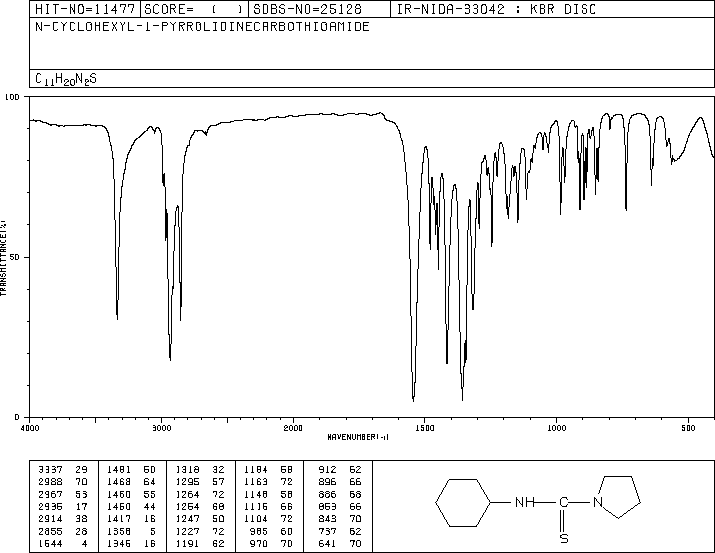 HIT-NO=11477 SCORE= ( ) SDBS-NO=25128 IR-NIDA-33042 : KBR DISC
N-CYCLOHEXYL-1-PYRROLIDINECARBOTHIOAMIDE
C11H20N2S
100
50
0
TRANSMITTANCE(%)
4000 3000 2000 1500 1000 500
WAVENUMBER(-1)
3337 29 1481 50 1318 32 1184 58 912 62
2988 70 1468 64 1295 57 1163 72 896 66
2967 53 1460 55 1264 72 1148 58 886 68
2936 17 1450 44 1254 68 1116 66 853 66
2914 38 1417 16 1247 50 1104 72 843 70
2855 28 1358 5 1227 72 985 60 737 62
1544 4 1346 16 1191 62 970 70 641 70
NH C N
S